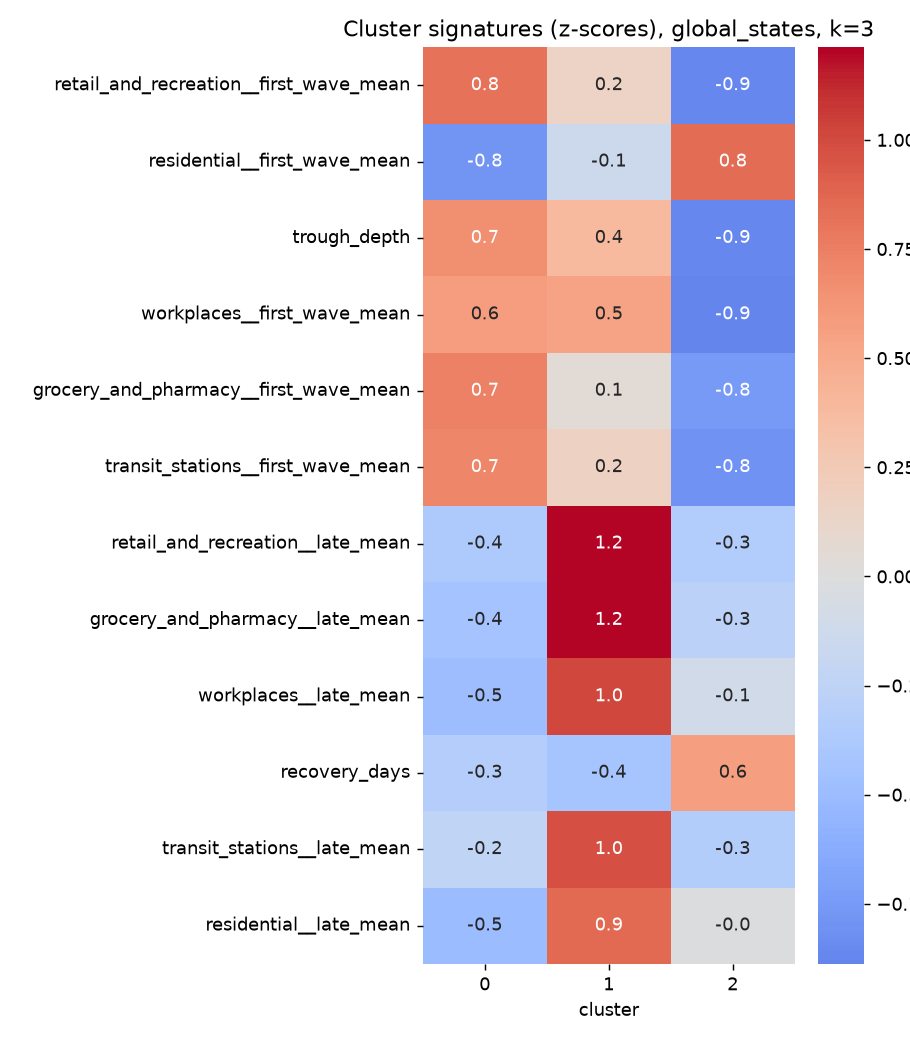 Cluster signatures (z-scores), global_states, k=3
retail_and_recreation__first_wave_mean 0.8 0.2 -0.9
residential__first_wave_mean -0.8 -0.1 0.8
trough_depth 0.7 0.4 -0.9
workplaces__first_wave_mean 0.6 0.5 -0.9
grocery_and_pharmacy__first_wave_mean 0.7 0.1 -0.8
transit_stations__first_wave_mean 0.7 0.2 -0.8
retail_and_recreation__late_mean -0.4 1.2 -0.3
grocery_and_pharmacy__late_mean -0.4 1.2 -0.3
workplaces__late_mean -0.5 1.0 -0.1
recovery_days -0.3 -0.4 0.6
transit_stations__late_mean -0.2 1.0 -0.3
residential__late_mean -0.5 0.9 -0.0
0 1 2
cluster
1.00
0.75
0.50
0.25
0.00